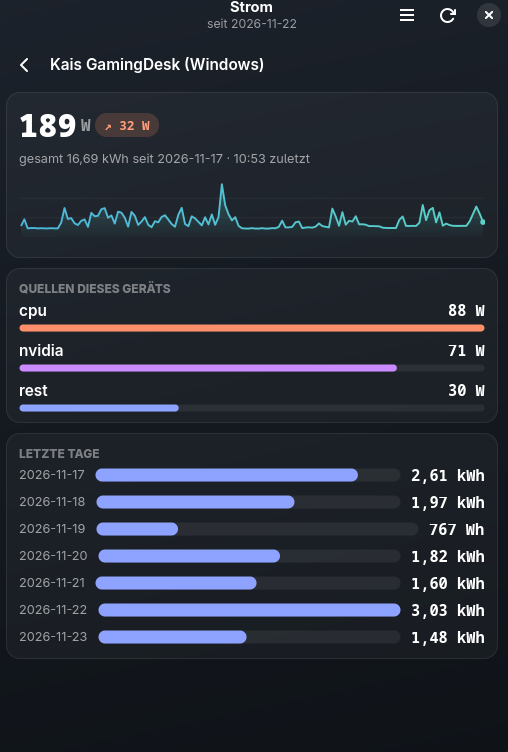 Strom
seit 2026-11-22
Kais GamingDesk (Windows)
189 W ↗ 32 W
gesamt 16,69 kWh seit 2026-11-17 · 10:53 zuletzt
QUELLEN DIESES GERÄTS
cpu 88 W
nvidia 71 W
rest 30 W
LETZTE TAGE
2026-11-17 2,61 kWh
2026-11-18 1,97 kWh
2026-11-19 767 Wh
2026-11-20 1,82 kWh
2026-11-21 1,60 kWh
2026-11-22 3,03 kWh
2026-11-23 1,48 kWh